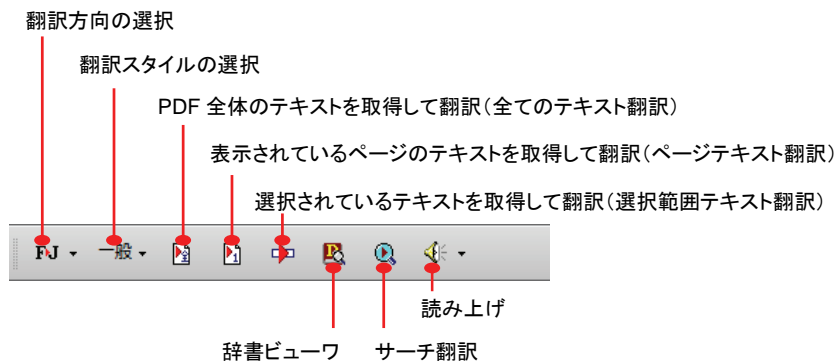 翻訳方向の選択
翻訳スタイルの選択
PDF 全体のテキストを取得して翻訳（全てのテキスト翻訳）
表示されているページのテキストを取得して翻訳（ページテキスト翻訳）
選択されているテキストを取得して翻訳（選択範囲テキスト翻訳）
一般
読み上げ
辞書ビューワ サーチ翻訳